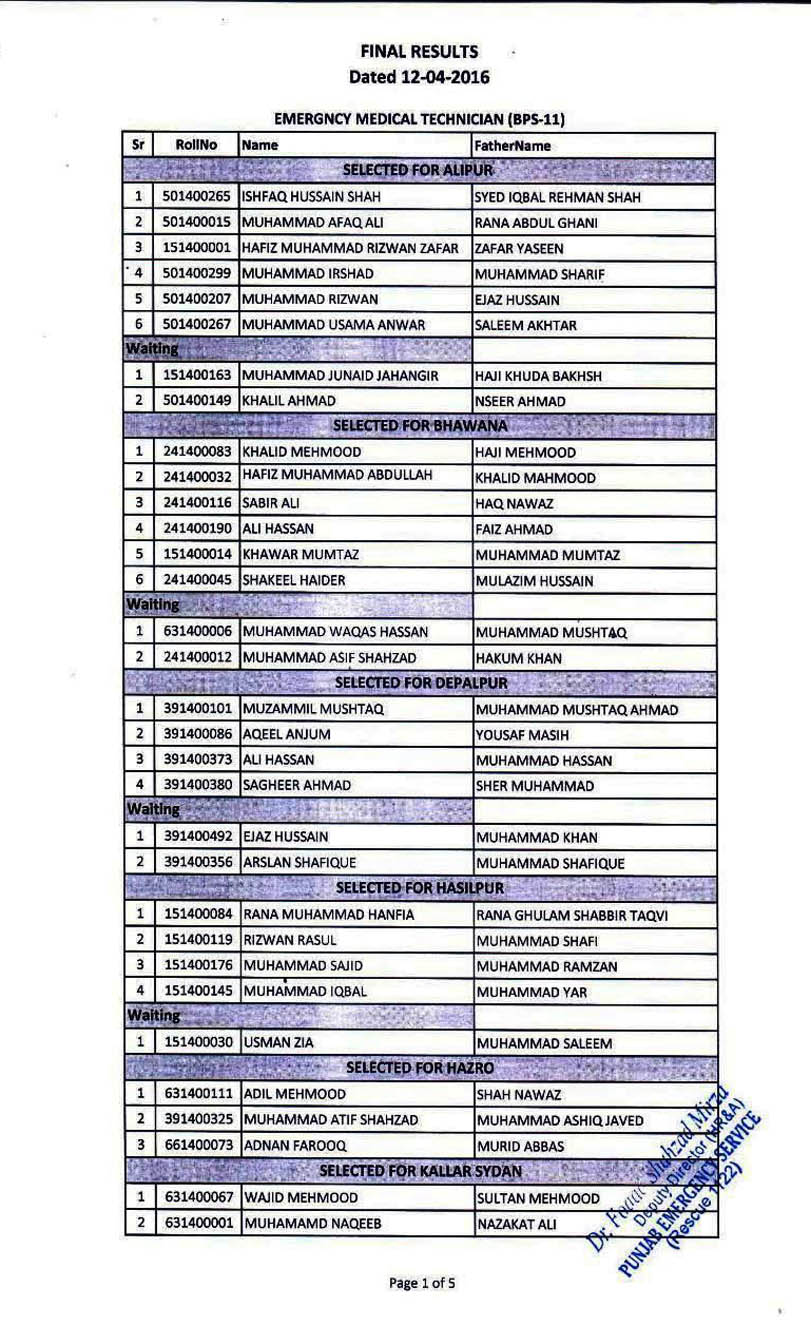 FINAL RESULTS
Dated 12-04-2016
EMERGNCY MEDICAL TECHNICIAN (BPS-11)
Sr RollNo Name FatherName
SELECTED FOR ALIPUR
1 501400265 ISHFAQ HUSSAIN SHAH SYED IQBAL REHMAN SHAH
2 501400015 MUHAMMAD AFAQ ALI RANA ABDUL GHANI
3 151400001 HAFIZ MUHAMMAD RIZWAN ZAFAR ZAFAR YASEEN
4 501400299 MUHAMMAD IRSHAD MUHAMMAD SHARIF
5 501400207 MUHAMMAD RIZWAN EJAZ HUSSAIN
6 501400267 MUHAMMAD USAMA ANWAR SALEEM AKHTAR
Waiting
1 151400163 MUHAMMAD JUNAID JAHANGIR HAJI KHUDA BAKHSH
2 501400149 KHALIL AHMAD NSEER AHMAD
SELECTED FOR BHAWANA
1 241400083 KHALID MEHMOOD HAJI MEHMOOD
2 241400032 HAFIZ MUHAMMAD ABDULLAH KHALID MAHMOOD
3 241400116 SABIR ALI HAQ NAWAZ
4 241400190 ALI HASSAN FAIZ AHMAD
5 151400014 KHAWAR MUMTAZ MUHAMMAD MUMTAZ
6 241400045 SHAKEEL HAIDER MULAZIM HUSSAIN
Waiting
1 631400006 MUHAMMAD WAQAS HASSAN MUHAMMAD MUSHTAQ
2 241400012 MUHAMMAD ASIF SHAHZAD HAKUM KHAN
SELECTED FOR DEPALPUR
1 391400101 MUZAMMIL MUSHTAQ MUHAMMAD MUSHTAQ AHMAD
2 391400086 AQEEL ANJUM YOUSAF MASIH
3 391400373 ALI HASSAN MUHAMMAD HASSAN
4 391400380 SAGHEER AHMAD SHER MUHAMMAD
Waiting
1 391400492 EJAZ HUSSAIN MUHAMMAD KHAN
2 391400356 ARSLAN SHAFIQUE MUHAMMAD SHAFIQUE
SELECTED FOR HASILPUR
1 151400084 RANA MUHAMMAD HANFIA RANA GHULAM SHABBIR TAQVI
2 151400119 RIZWAN RASUL MUHAMMAD SHAFI
3 151400176 MUHAMMAD SAJID MUHAMMAD RAMZAN
4 151400145 MUHAMMAD IQBAL MUHAMMAD YAR
Waiting
1 151400030 USMAN ZIA MUHAMMAD SALEEM
SELECTED FOR HAZRO
1 631400111 ADIL MEHMOOD SHAH NAWAZ
2 391400325 MUHAMMAD ATIF SHAHZAD MUHAMMAD ASHIQ JAVED
3 661400073 ADNAN FAROOQ MURID ABBAS
SELECTED FOR KALLAR SYDAN
1 631400067 WAJID MEHMOOD SULTAN MEHMOOD
2 631400001 MUHAMAMD NAQEEB NAZAKAT ALI
Dr. Shahzad Mirza
Deputy Director (HR&A)
PUNJAB EMERGENCY SERVICE
(Rescue 1122)
Page 1 of 5